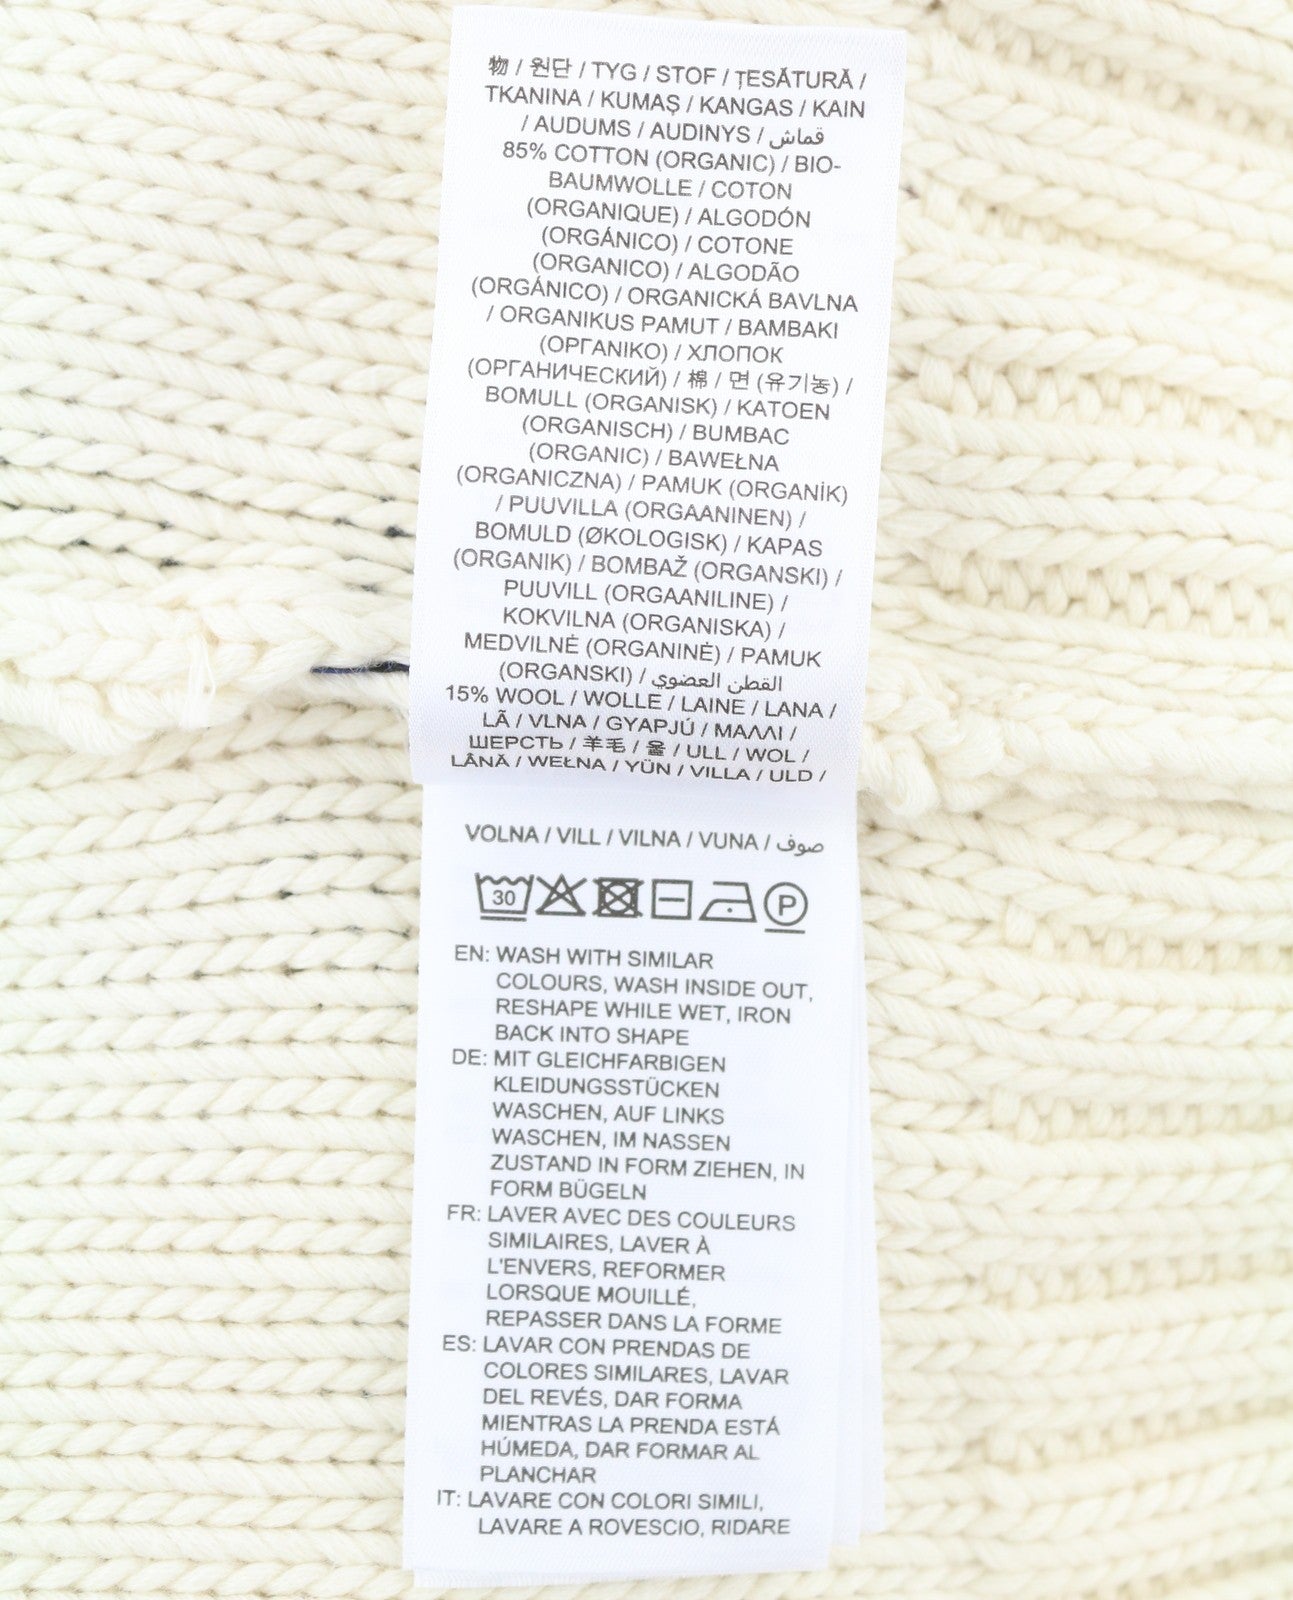 物 / 원단 / TYG / STOF / ȚESĂTURĂ /
TKANINA / KUMAŞ / KANGAS / KAIN
/ AUDUMS / AUDINYS / قماش
85% COTTON (ORGANIC) / BIO-
BAUMWOLLE / COTON
(ORGANIQUE) / ALGODÓN
(ORGÁNICO) / COTONE
(ORGANICO) / ALGODÃO
(ORGÁNICO) / ORGANICKÁ BAVLNA
/ ORGANIKUS PAMUT / BAMBAKI
(ΟΡΓΑΝΙΚΟ) / ХЛОПОК
(ОРГАНИЧЕСКИЙ) / 棉 / 면 (유기농) /
BOMULL (ORGANISK) / KATOEN
(ORGANISCH) / BUMBAC
(ORGANIC) / BAWEŁNA
(ORGANICZNA) / PAMUK (ORGANİK)
/ PUUVILLA (ORGAANINEN) /
BOMULD (ØKOLOGISK) / KAPAS
(ORGANIK) / BOMBAŽ (ORGANSKI) /
PUUVILL (ORGAANILINE) /
KOKVILNA (ORGANISKA) /
MEDVILNĖ (ORGANINĖ) / PAMUK
(ORGANSKI) / القطن العضوي
15% WOOL / WOLLE / LAINE / LANA /
LÃ / VLNA / GYAPJÚ / ΜΑΛΛΙ /
ШЕРСТЬ / 羊毛 / 울 / ULL / WOL /
LÂNĂ / WEŁNA / YÜN / VILLA / ULD /
VOLNA / VILL / VILNA / VUNA / صوف
30 P
EN: WASH WITH SIMILAR
COLOURS, WASH INSIDE OUT,
RESHAPE WHILE WET, IRON
BACK INTO SHAPE
DE: MIT GLEICHFARBIGEN
KLEIDUNGSSTÜCKEN
WASCHEN, AUF LINKS
WASCHEN, IM NASSEN
ZUSTAND IN FORM ZIEHEN, IN
FORM BÜGELN
FR: LAVER AVEC DES COULEURS
SIMILAIRES, LAVER À
L'ENVERS, REFORMER
LORSQUE MOUILLÉ,
REPASSER DANS LA FORME
ES: LAVAR CON PRENDAS DE
COLORES SIMILARES, LAVAR
DEL REVÉS, DAR FORMA
MIENTRAS LA PRENDA ESTÁ
HÚMEDA, DAR FORMAR AL
PLANCHAR
IT: LAVARE CON COLORI SIMILI,
LAVARE A ROVESCIO, RIDARE